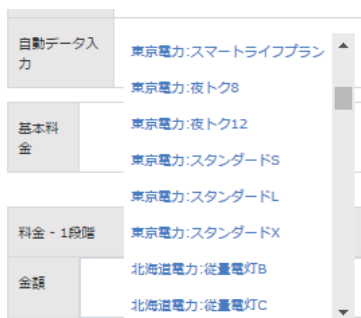 自動データ入
力
東京電力:スマートライフプラン
東京電力:夜トク8
東京電力:夜トク12
基本料
金
東京電力:スタンダードS
東京電力:スタンダードL
料金 - 1段階
東京電力:スタンダードX
北海道電力:従量電灯B
金額
北海道電力:従量電灯C